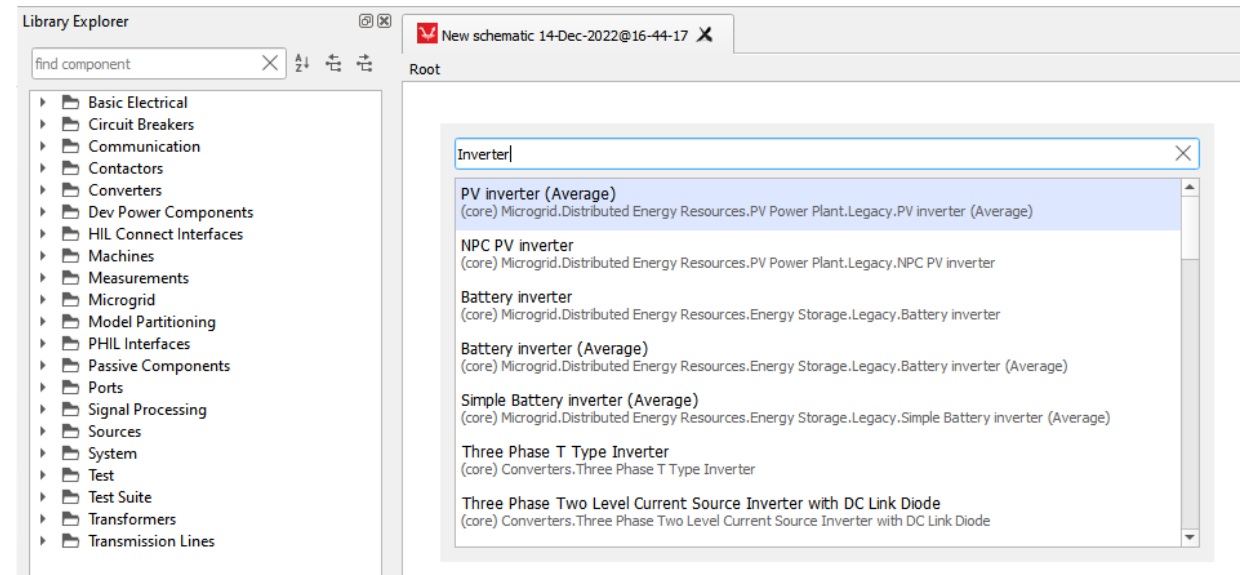 Library Explorer
find component
Basic Electrical
Circuit Breakers
Communication
Contactors
Converters
Dev Power Components
HIL Connect Interfaces
Machines
Measurements
Microgrid
Model Partitioning
PHIL Interfaces
Passive Components
Ports
Signal Processing
Sources
System
Test
Test Suite
Transformers
Transmission Lines
New schematic 14-Dec-2022@16-44-17
Root
Inverter
PV inverter (Average)
(core) Microgrid.Distributed Energy Resources.PV Power Plant.Legacy.PV inverter (Average)
NPC PV inverter
(core) Microgrid.Distributed Energy Resources.PV Power Plant.Legacy.NPC PV inverter
Battery inverter
(core) Microgrid.Distributed Energy Resources.Energy Storage.Legacy.Battery inverter
Battery inverter (Average)
(core) Microgrid.Distributed Energy Resources.Energy Storage.Legacy.Battery inverter (Average)
Simple Battery inverter (Average)
(core) Microgrid.Distributed Energy Resources.Energy Storage.Legacy.Simple Battery inverter (Average)
Three Phase T Type Inverter
(core) Converters.Three Phase T Type Inverter
Three Phase Two Level Current Source Inverter with DC Link Diode
(core) Converters.Three Phase Two Level Current Source Inverter with DC Link Diode